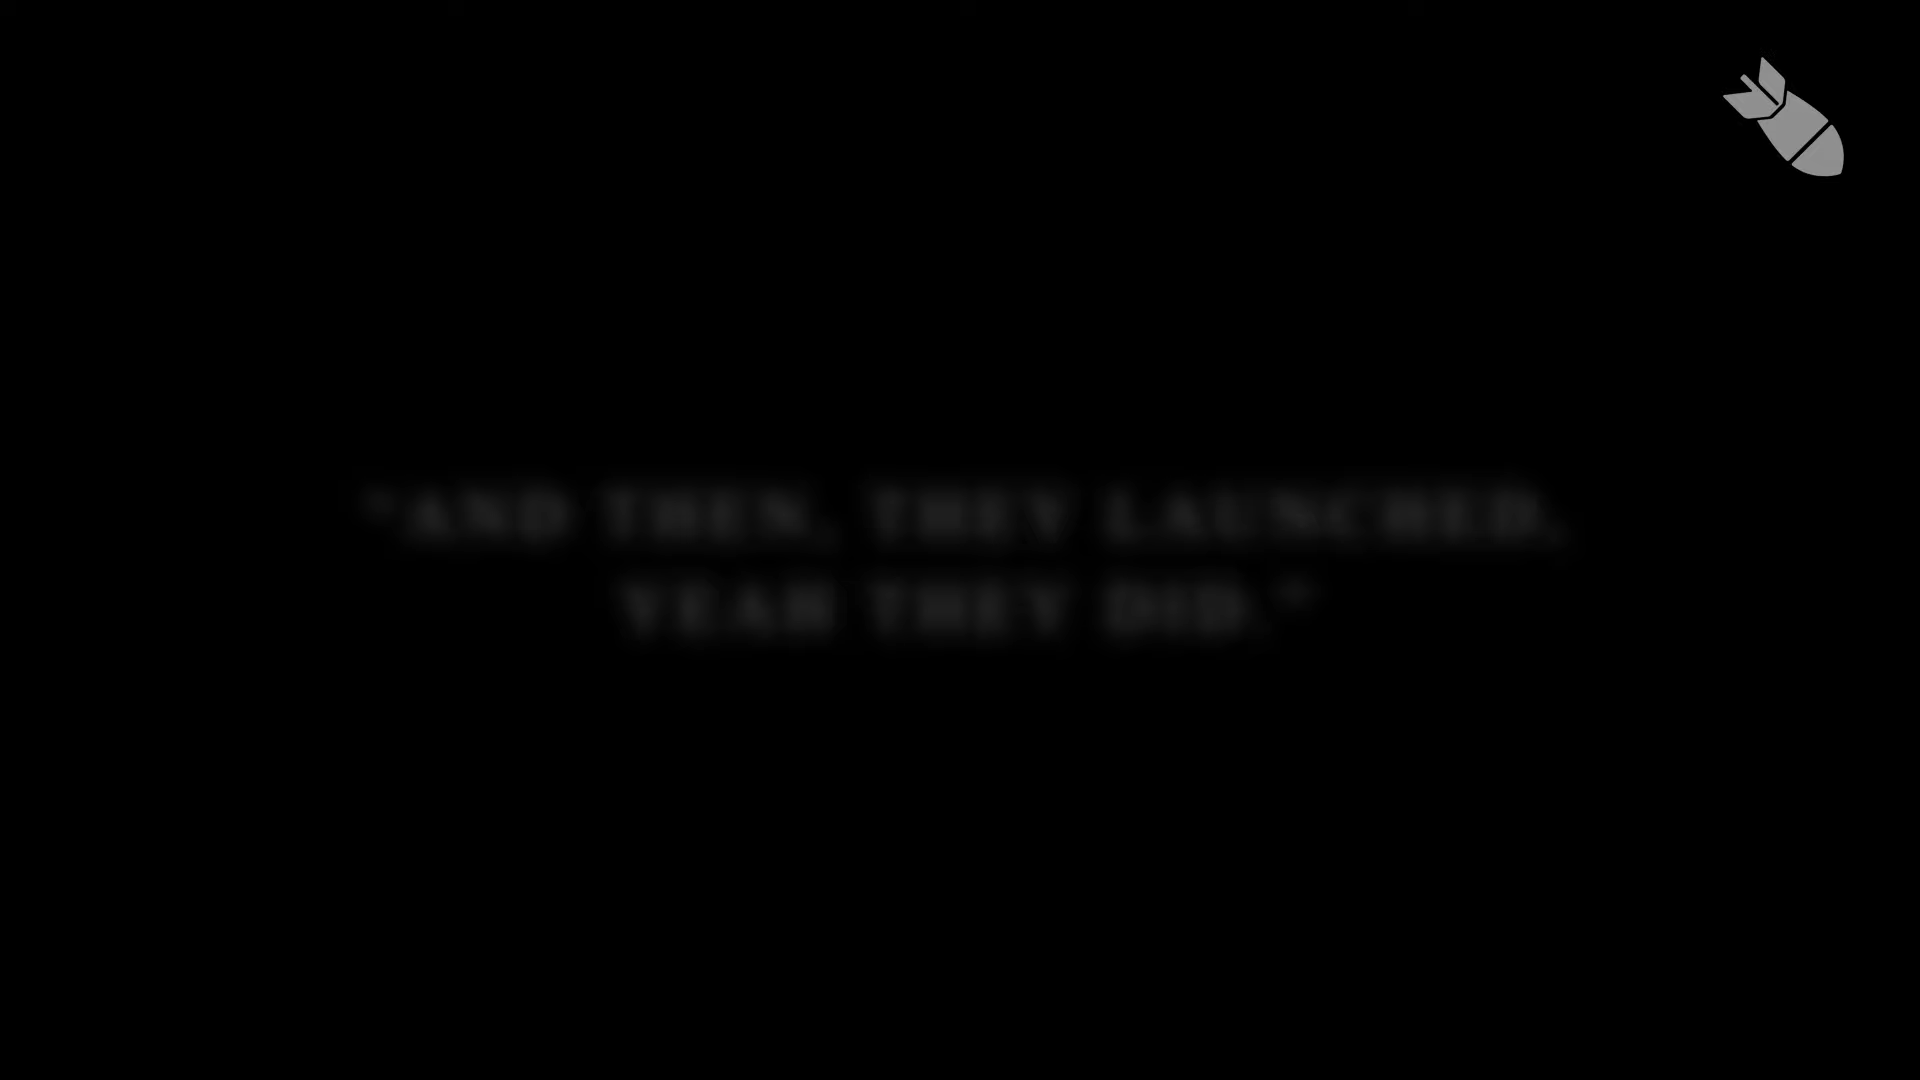 "AND THEN, THEY LAUNCHED,
YEAH THEY DID."